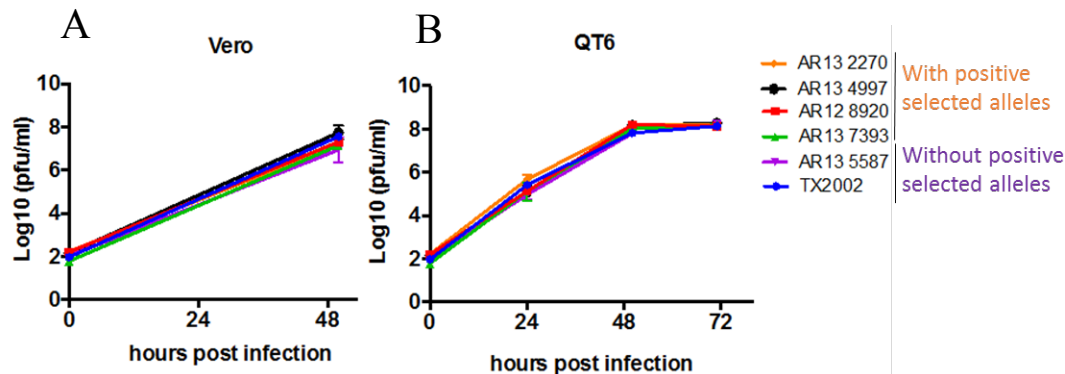 A
Vero
Log10 (pfu/ml)
10
8
6
4
2
0
0 24 48
hours post infection
B
QT6
Log10 (pfu/ml)
10
8
6
4
2
0
0 24 48 72
hours post infection
AR13 2270
AR13 4997
AR12 8920
AR13 7393
AR13 5587
TX2002
With positive
selected alleles
Without positive
selected alleles